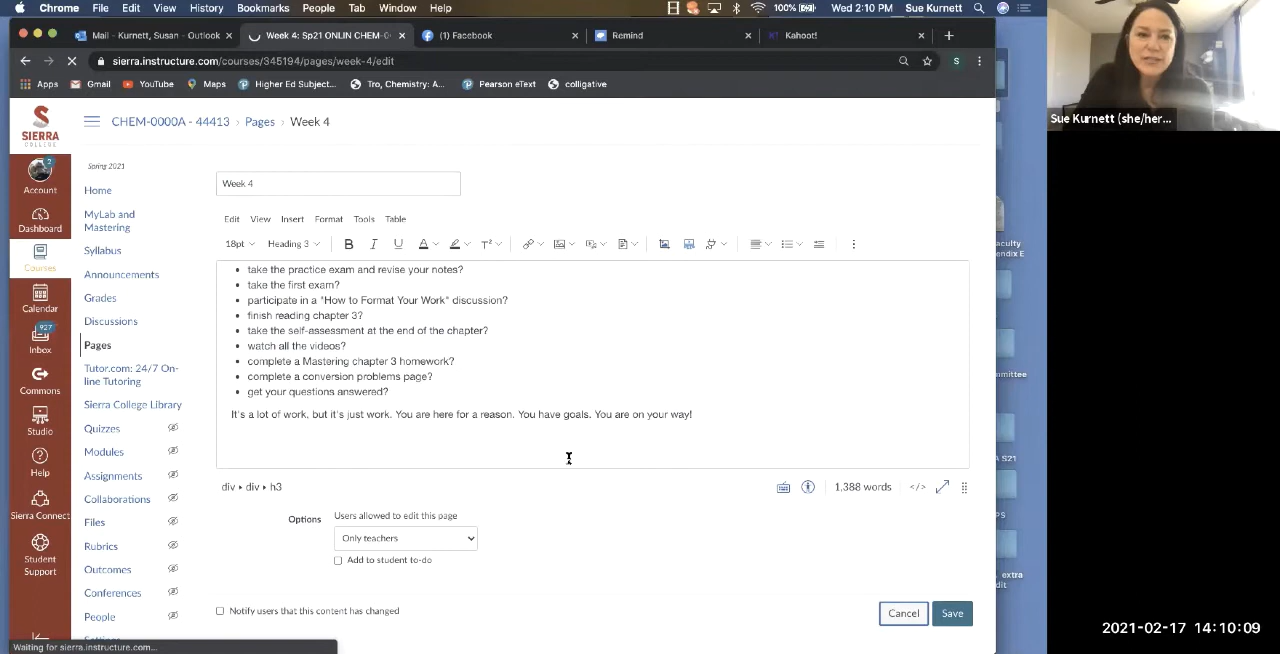 Chrome File Edit View History Bookmarks People Tab Window Help 100% Wed 2:10 PM Sue Kurnett
Mail - Kurnett, Susan - Outlook Week 4: Sp21 ONLIN CHEM-0 (1) Facebook Remind Kahoot!
sierra.instructure.com/courses/345194/pages/week-4/edit
Apps Gmail YouTube Maps Higher Ed Subject... Tro, Chemistry: A... Pearson eText colligative
Sue Kurnett (she/her...
SIERRA
COLLEGE
CHEM-0000A - 44413 › Pages › Week 4
2
Account
Dashboard
Courses
Calendar
927
Inbox
Commons
Studio
Help
Sierra Connect
Student
Support
Spring 2021
Home
MyLab and
Mastering
Syllabus
Announcements
Grades
Discussions
Pages
Tutor.com: 24/7 On-
line Tutoring
Sierra College Library
Quizzes
Modules
Assignments
Collaborations
Files
Rubrics
Outcomes
Conferences
People
Settings
Week 4
Edit View Insert Format Tools Table
18pt Heading 3 B I U A T²
• take the practice exam and revise your notes?
• take the first exam?
• participate in a "How to Format Your Work" discussion?
• finish reading chapter 3?
• take the self-assessment at the end of the chapter?
• watch all the videos?
• complete a Mastering chapter 3 homework?
• complete a conversion problems page?
• get your questions answered?
It's a lot of work, but it's just work. You are here for a reason. You have goals. You are on your way!
div ▸ div ▸ h3 1,388 words </>
Options Users allowed to edit this page
Only teachers
Add to student to-do
Notify users that this content has changed
Cancel Save
Waiting for sierra.instructure.com...
aculty
endix E
mittee
A S21
PS
extra
dit
2021-02-17 14:10:09